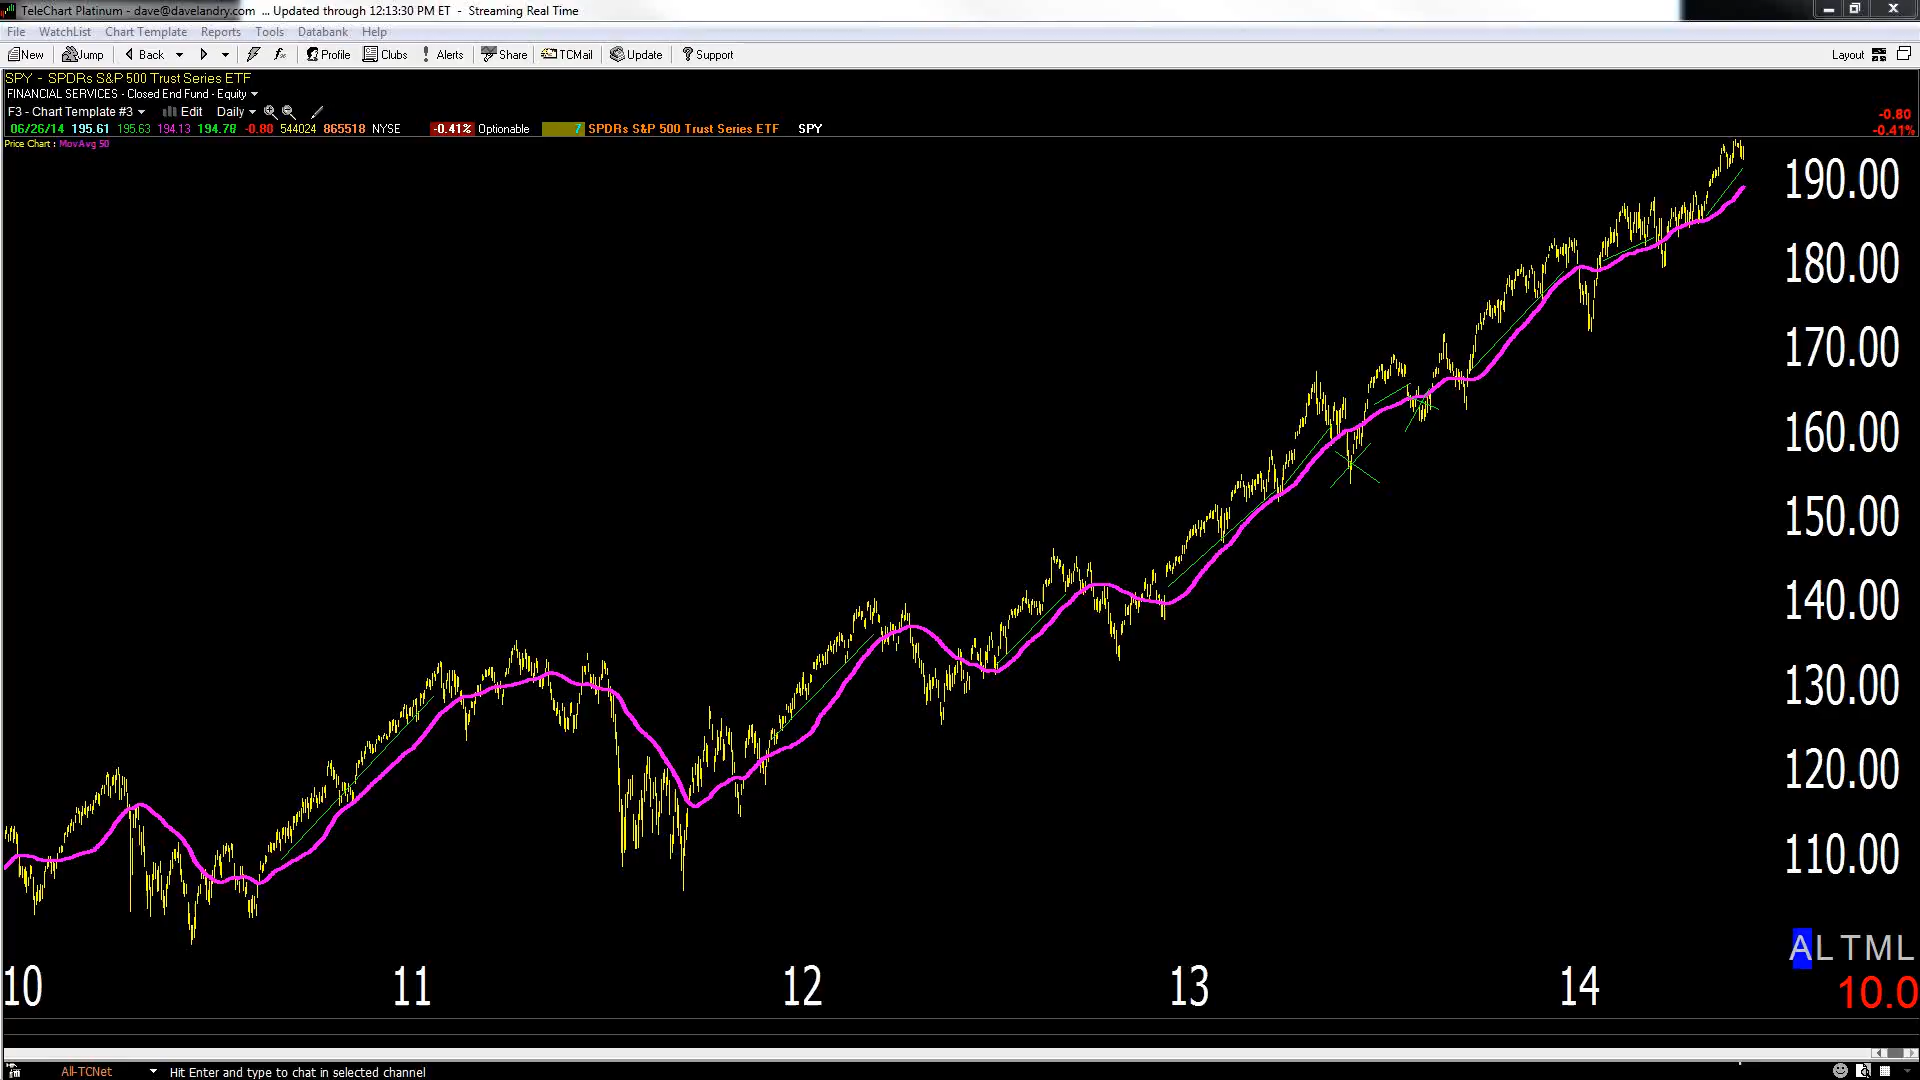 TeleChart Platinum - dave@davelandry.com ... Updated through 12:13:30 PM ET - Streaming Real Time
File WatchList Chart Template Reports Tools Databank Help
New Jump Back Profile Clubs Alerts Share TCMail Update Support Layout
SPY - SPDRs S&P 500 Trust Series ETF
FINANCIAL SERVICES - Closed End Fund - Equity
F3 - Chart Template #3 Edit Daily
-0.80
06/26/14 195.61 195.63 194.13 194.78 -0.80 544024 865518 NYSE -0.41% Optionable 7 SPDRs S&P 500 Trust Series ETF SPY
-0.41%
Price Chart : MovAvg 50
190.00
180.00
170.00
160.00
150.00
140.00
130.00
120.00
110.00
A L T M L
10 11 12 13 14
10.0
All-TCNet Hit Enter and type to chat in selected channel